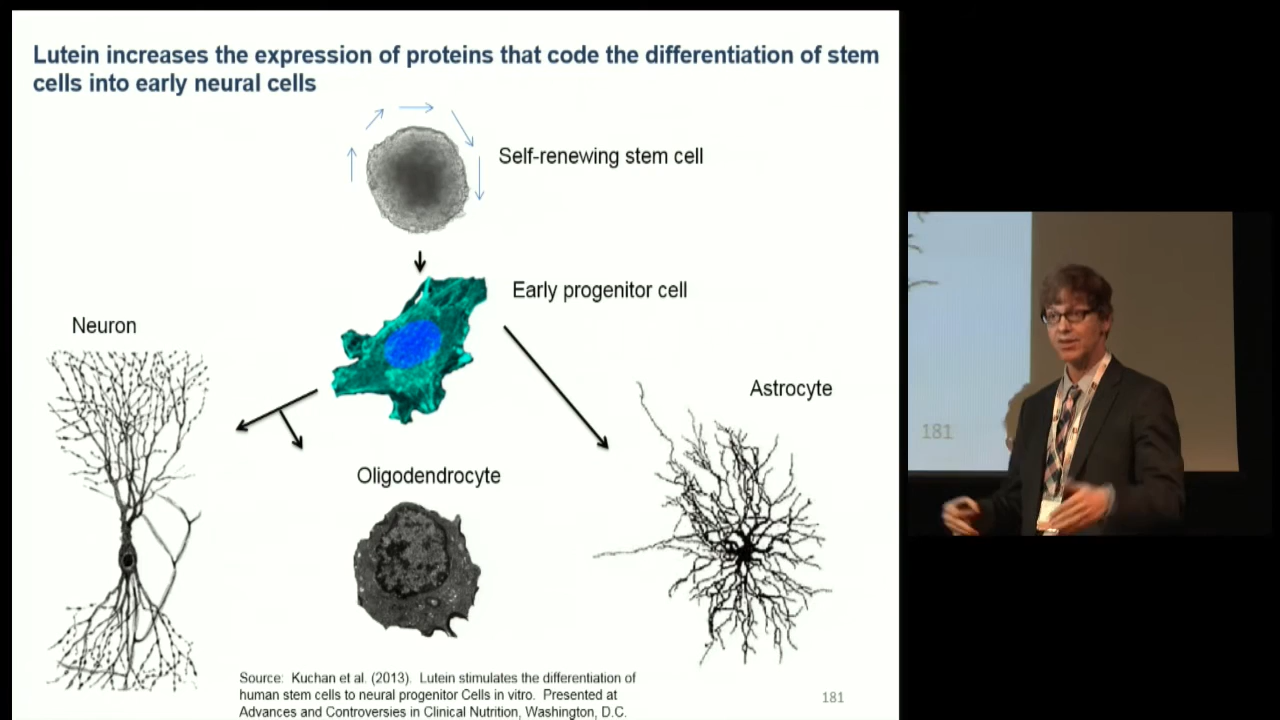 Lutein increases the expression of proteins that code the differentiation of stem
cells into early neural cells
Self-renewing stem cell
Early progenitor cell
Neuron
Astrocyte
Oligodendrocyte
Source: Kuchan et al. (2013). Lutein stimulates the differentiation of
human stem cells to neural progenitor Cells in vitro. Presented at
Advances and Controversies in Clinical Nutrition, Washington, D.C.
181
181